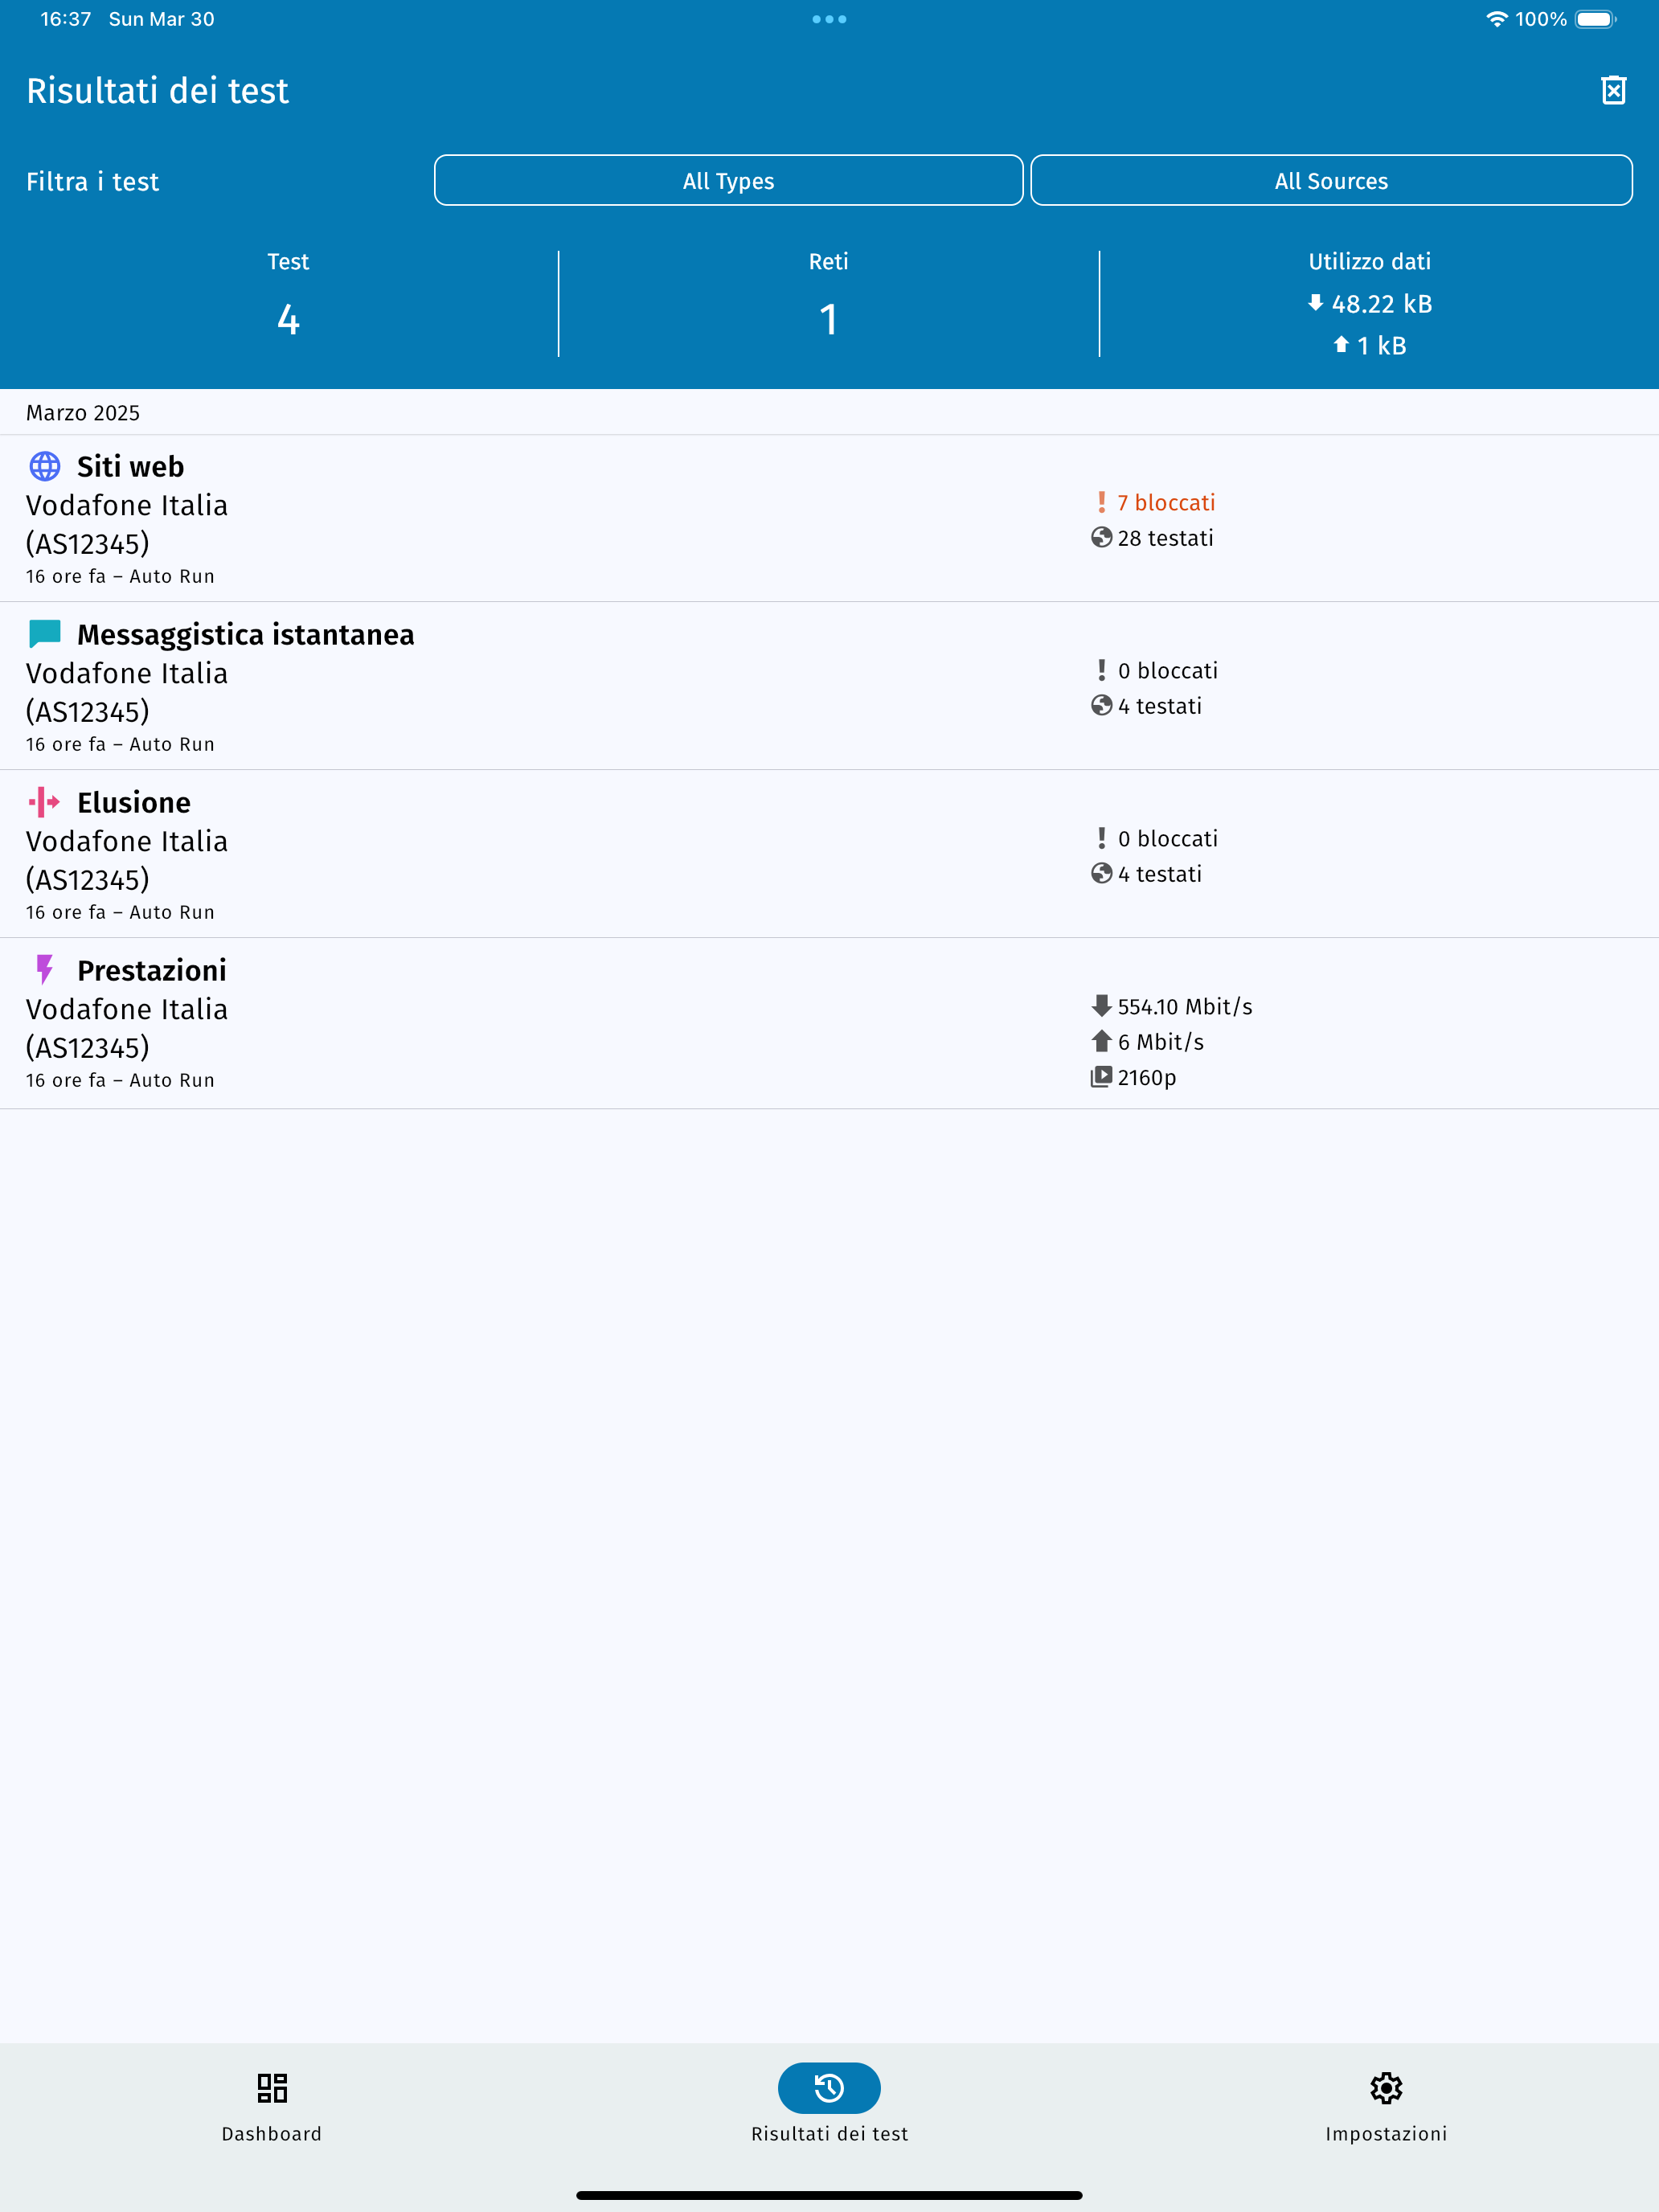 16:37 Sun Mar 30
100%
Risultati dei test
Filtra i test
All Types
All Sources
Test
4
Reti
1
Utilizzo dati
48.22 kB
1 kB
Marzo 2025
Siti web
Vodafone Italia
(AS12345)
16 ore fa – Auto Run
7 bloccati
28 testati
Messaggistica istantanea
Vodafone Italia
(AS12345)
16 ore fa – Auto Run
0 bloccati
4 testati
Elusione
Vodafone Italia
(AS12345)
16 ore fa – Auto Run
0 bloccati
4 testati
Prestazioni
Vodafone Italia
(AS12345)
16 ore fa – Auto Run
554.10 Mbit/s
6 Mbit/s
2160p
Dashboard
Risultati dei test
Impostazioni